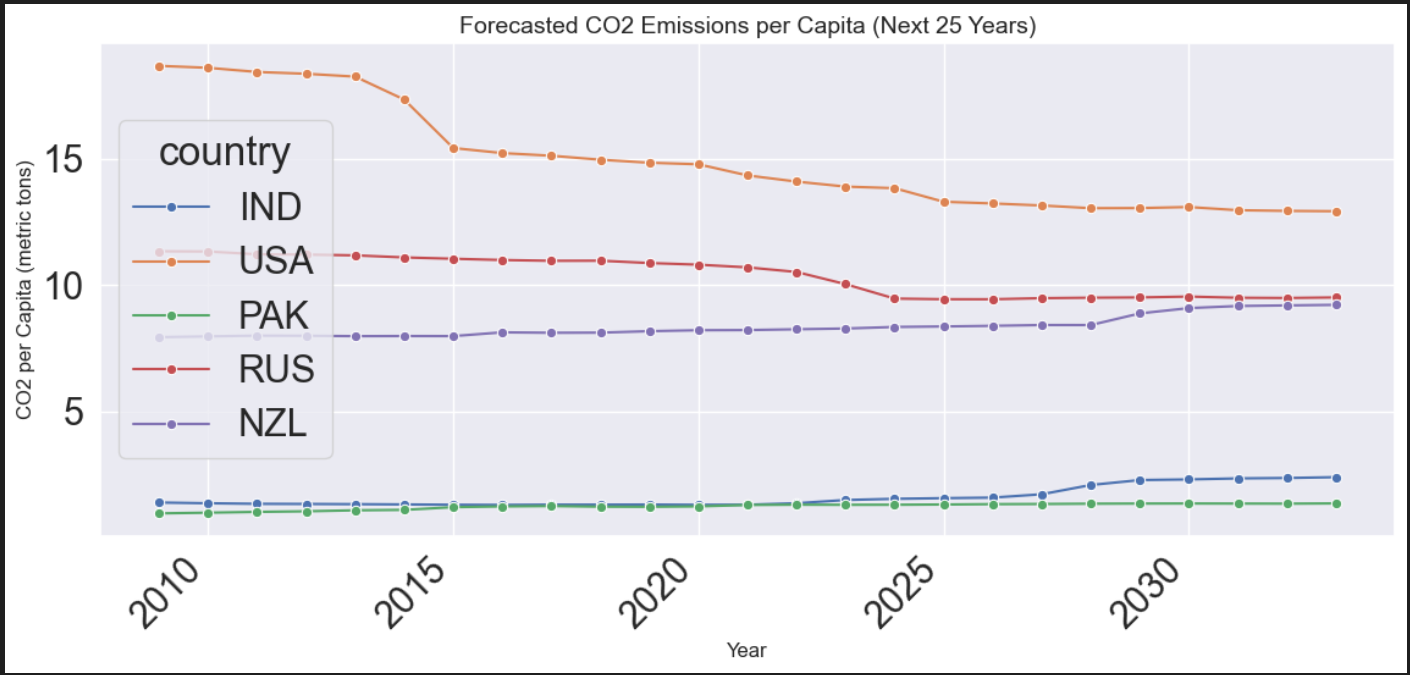 Forecasted CO2 Emissions per Capita (Next 25 Years)
CO2 per Capita (metric tons)
15
10
5
country
IND
USA
PAK
RUS
NZL
2010
2015
2020
2025
2030
Year